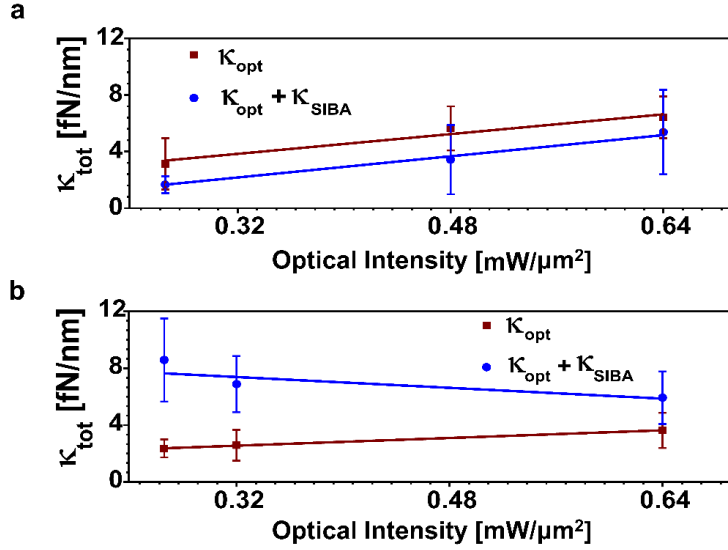 a
κtot [fN/nm]
12
8
4
0
κopt
κopt + κSIBA
0.32 0.48 0.64
Optical Intensity [mW/µm²]
b
κtot [fN/nm]
12
8
4
0
κopt
κopt + κSIBA
0.32 0.48 0.64
Optical Intensity [mW/µm²]